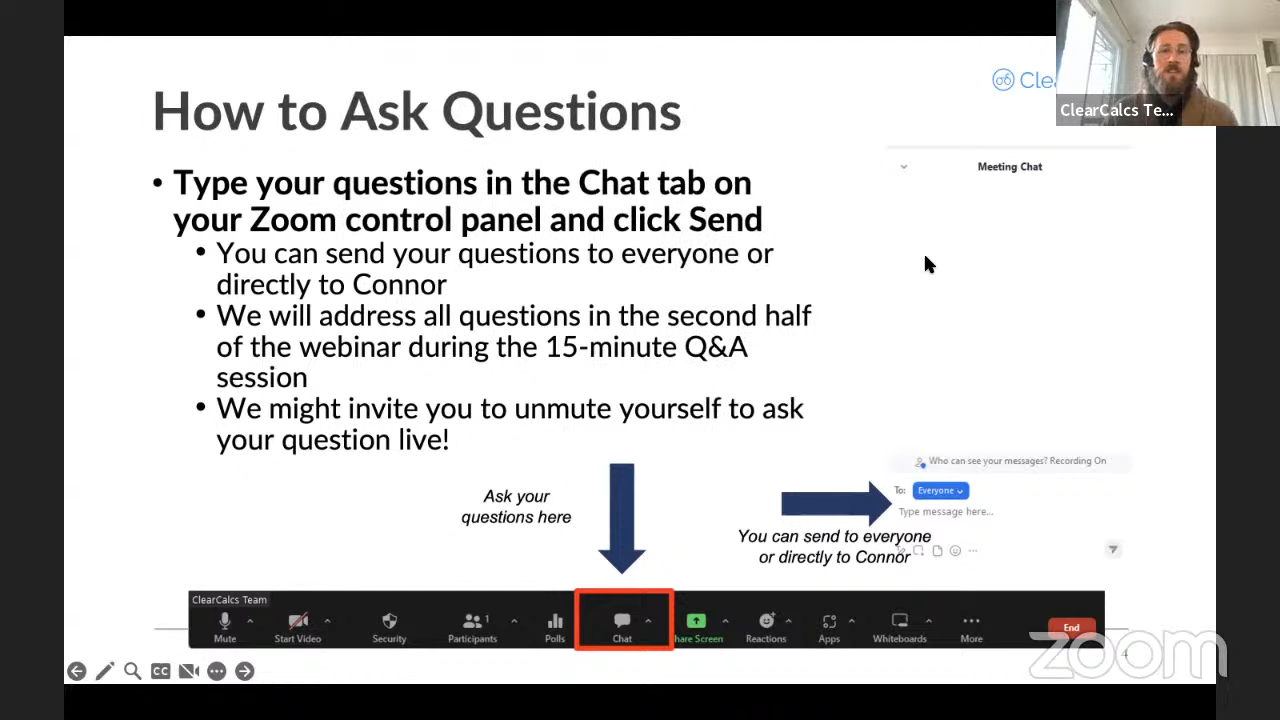 Clea
ClearCalcs Te...
How to Ask Questions
• Type your questions in the Chat tab on
your Zoom control panel and click Send
• You can send your questions to everyone or
directly to Connor
• We will address all questions in the second half
of the webinar during the 15-minute Q&A
session
• We might invite you to unmute yourself to ask
your question live!
Meeting Chat
Who can see your messages? Recording On
To: Everyone
Type message here...
Ask your
questions here
You can send to everyone
or directly to Connor
ClearCalcs Team
Mute
Start Video
Security
Participants 1
Polls
Chat
hare Screen
Reactions
Apps
Whiteboards
More
End
4
zoom
CC